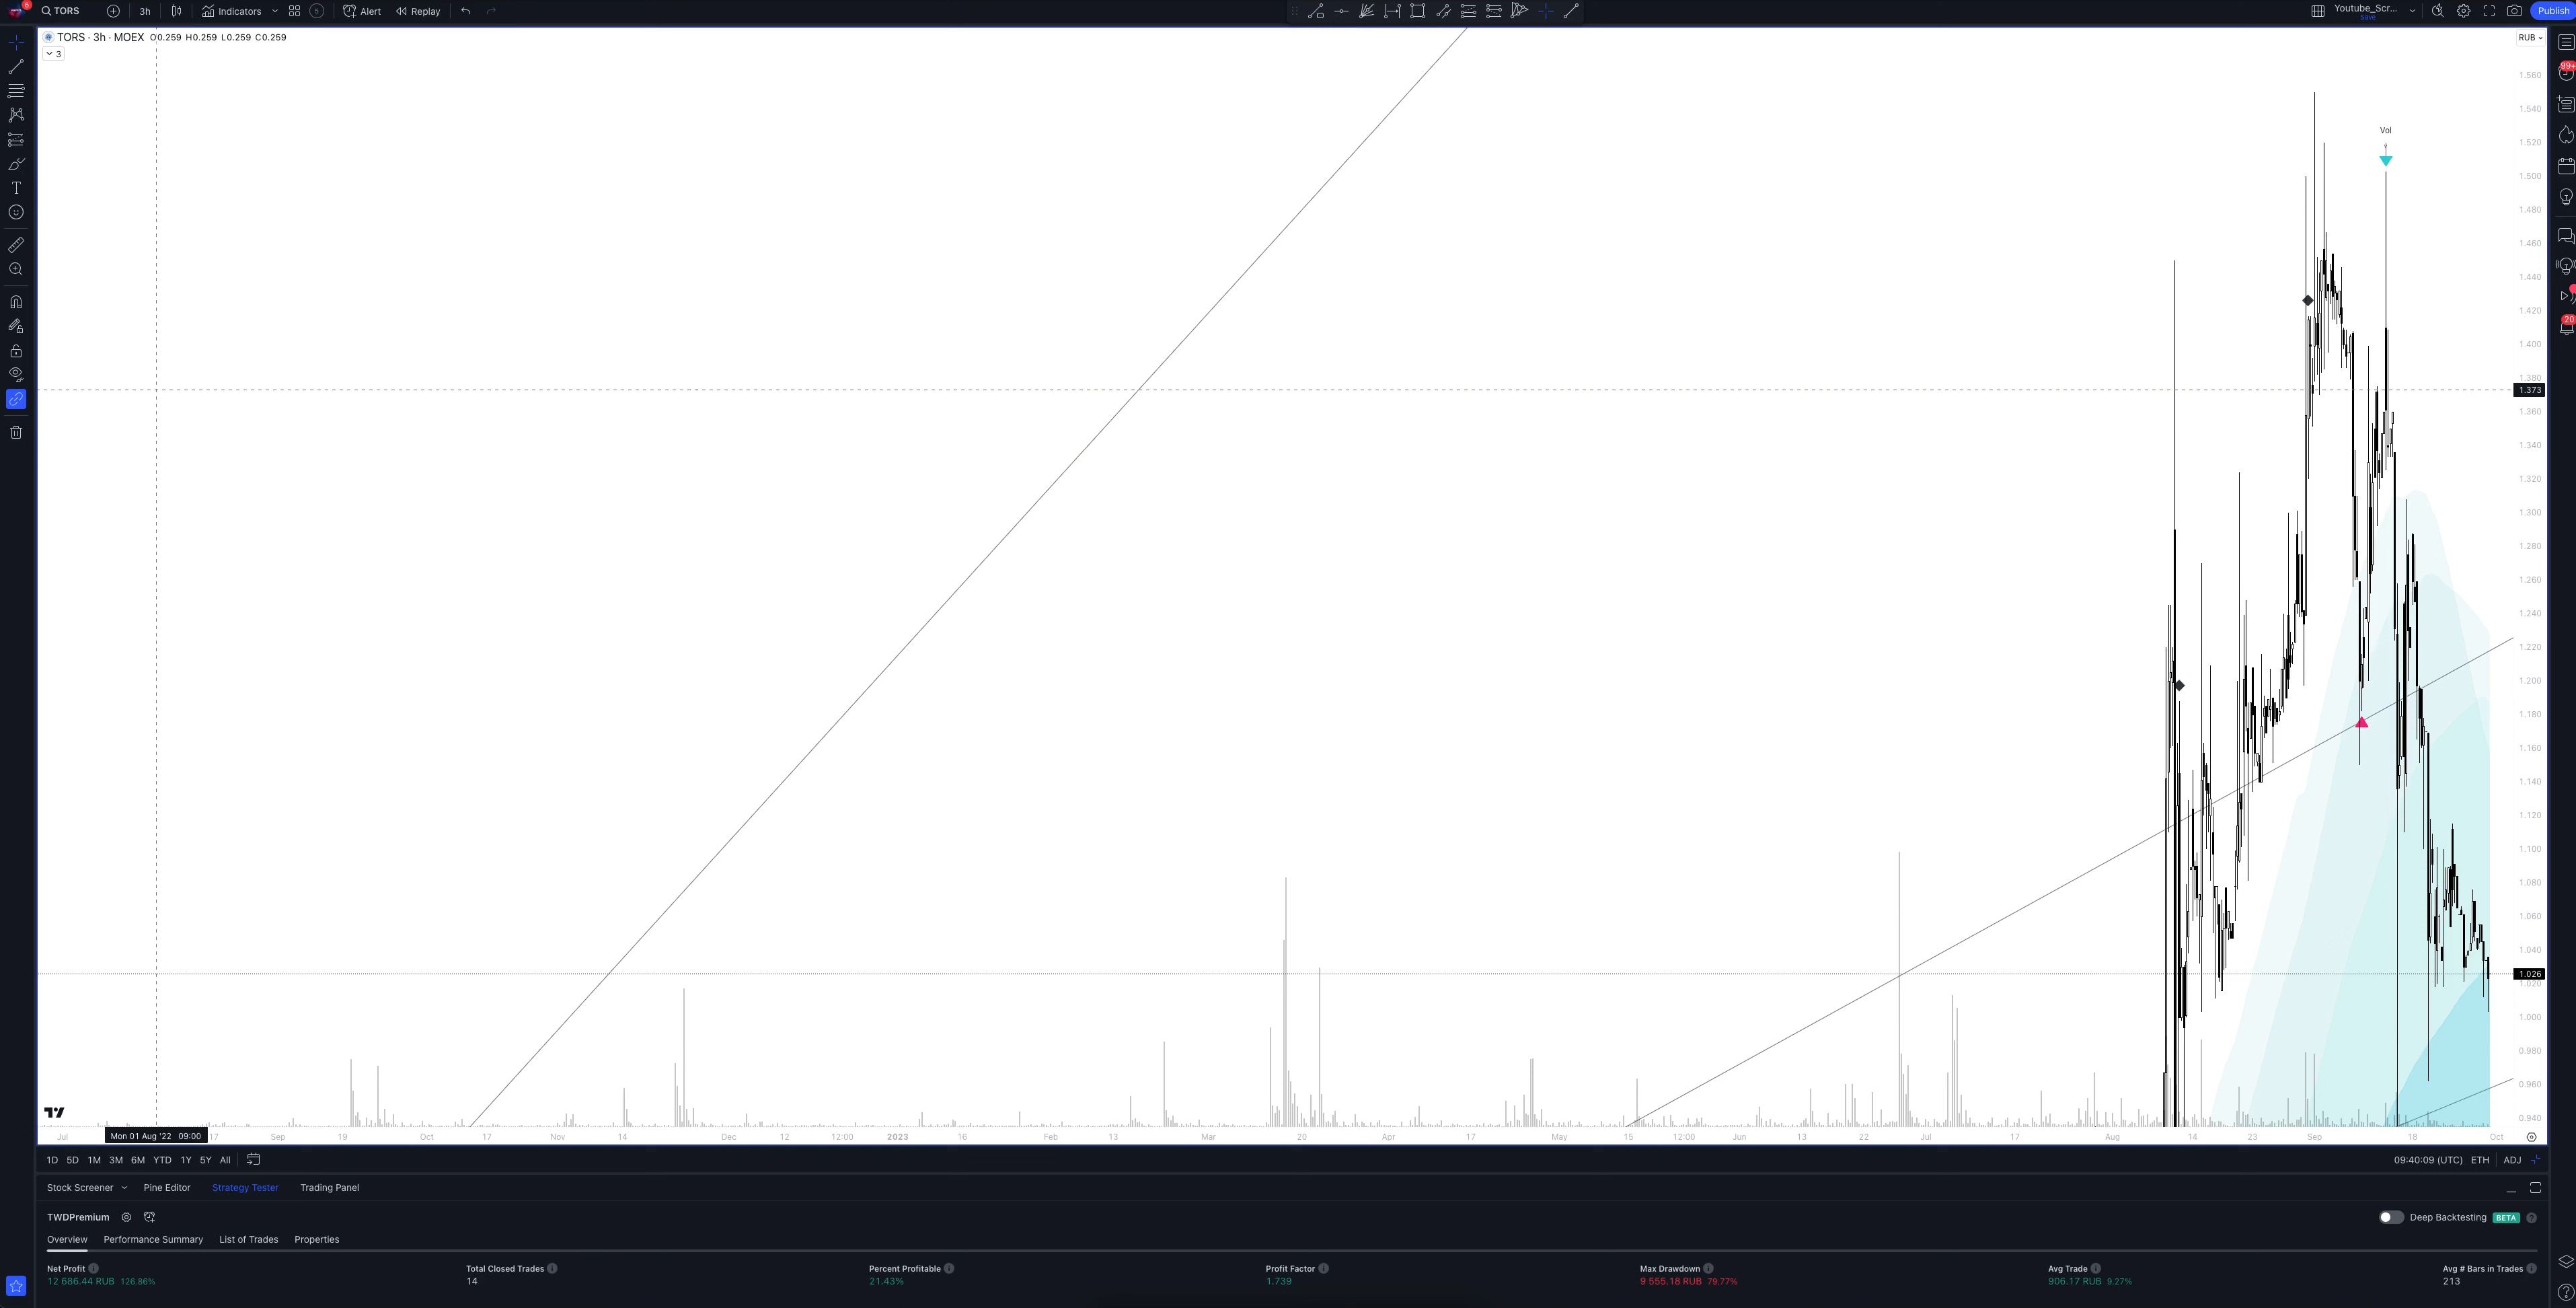 6
TORS
3h
Indicators
5
Alert
Replay
Youtube_Scr...
Save
Publish
TORS · 3h · MOEX O0.259 H0.259 L0.259 C0.259
3
RUB
99+
20
Vol
1.560
1.540
1.520
1.500
1.480
1.460
1.440
1.420
1.400
1.380
1.373
1.360
1.340
1.320
1.300
1.280
1.260
1.240
1.220
1.200
1.180
1.160
1.140
1.120
1.100
1.080
1.060
1.040
1.026
1.020
1.000
0.980
0.960
0.940
Jul Mon 01 Aug '22 09:00 17 Sep 19 Oct 17 Nov 14 Dec 12 12:00 2023 16 Feb 13 Mar 20 Apr 17 May 15 12:00 Jun 13 22 Jul 17 Aug 14 23 Sep 18 Oct
1D 5D 1M 3M 6M YTD 1Y 5Y All
09:40:09 (UTC) ETH ADJ
Stock Screener Pine Editor Strategy Tester Trading Panel
TWDPremium
Deep Backtesting BETA
Overview Performance Summary List of Trades Properties
Net Profit Total Closed Trades Percent Profitable Profit Factor Max Drawdown Avg Trade Avg # Bars in Trades
12 686.44 RUB 126.86% 14 21.43% 1.739 9 555.18 RUB 79.77% 906.17 RUB 9.27% 213